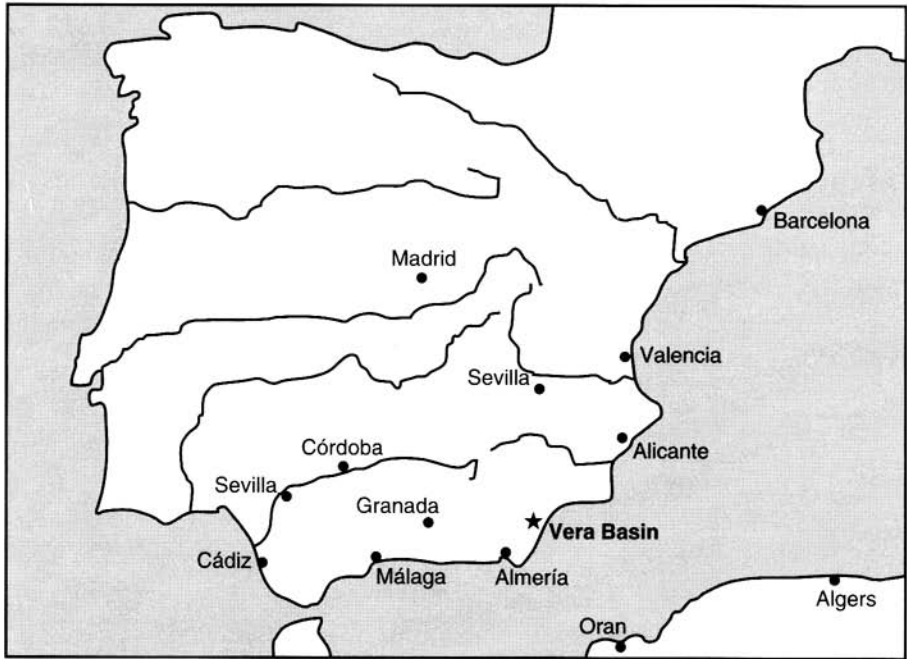 Barcelona
Madrid
Valencia
Sevilla
Alicante
Córdoba
Sevilla
Granada
Vera Basin
Cádiz
Málaga
Almería
Algers
Oran